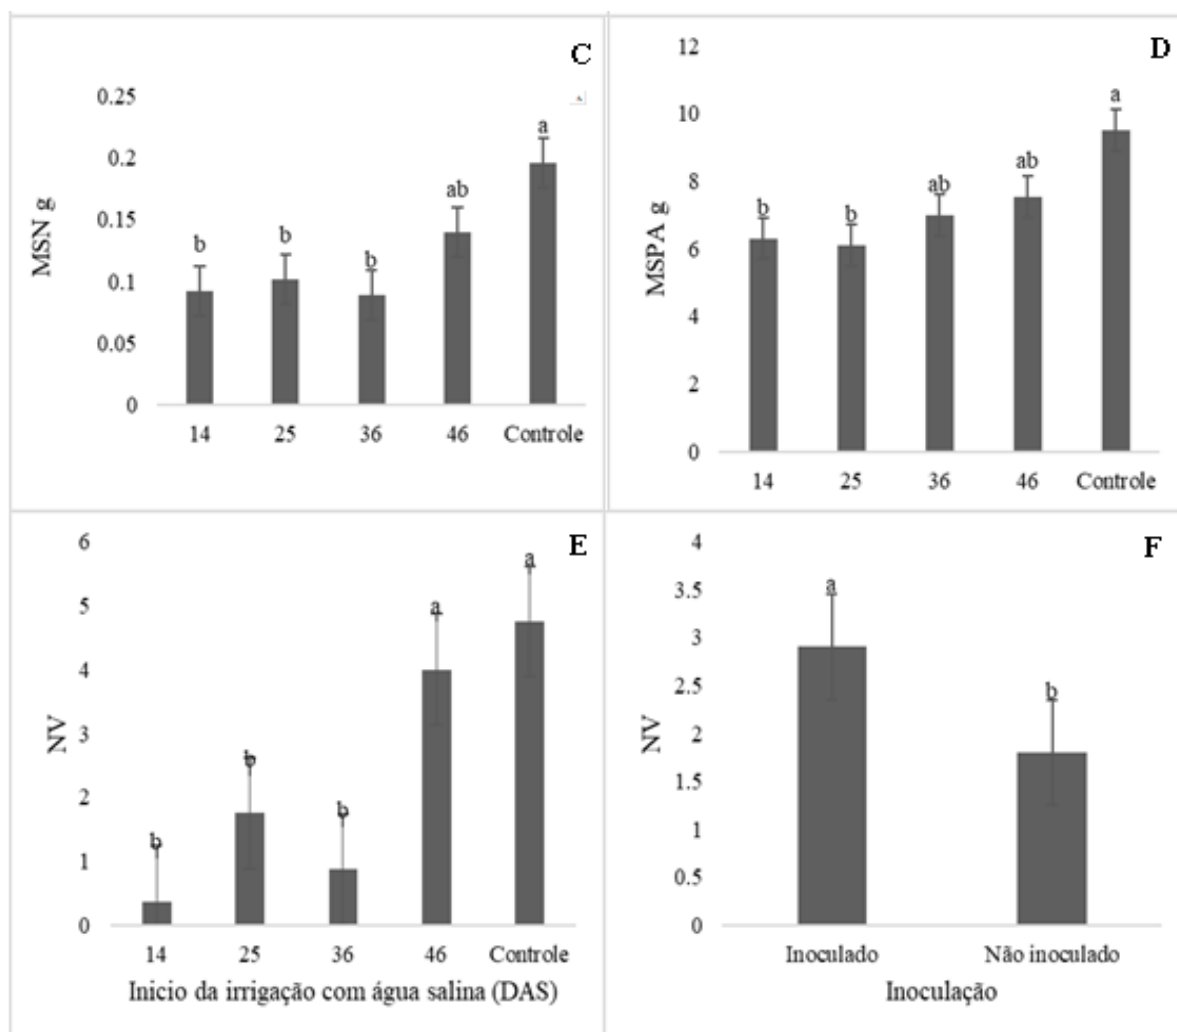 C
0.25
0.2
0.15
0.1
0.05
0
MSN g
b
b
b
ab
a
14 25 36 46 Controle
D
12
10
8
6
4
2
0
MSPA g
b
b
ab
ab
a
14 25 36 46 Controle
E
6
5
4
3
2
1
0
NV
b
b
b
a
a
14 25 36 46 Controle
Inicio da irrigação com água salina (DAS)
F
4
3.5
3
2.5
2
1.5
1
0.5
0
NV
a
b
Inoculado Não inoculado
Inoculação